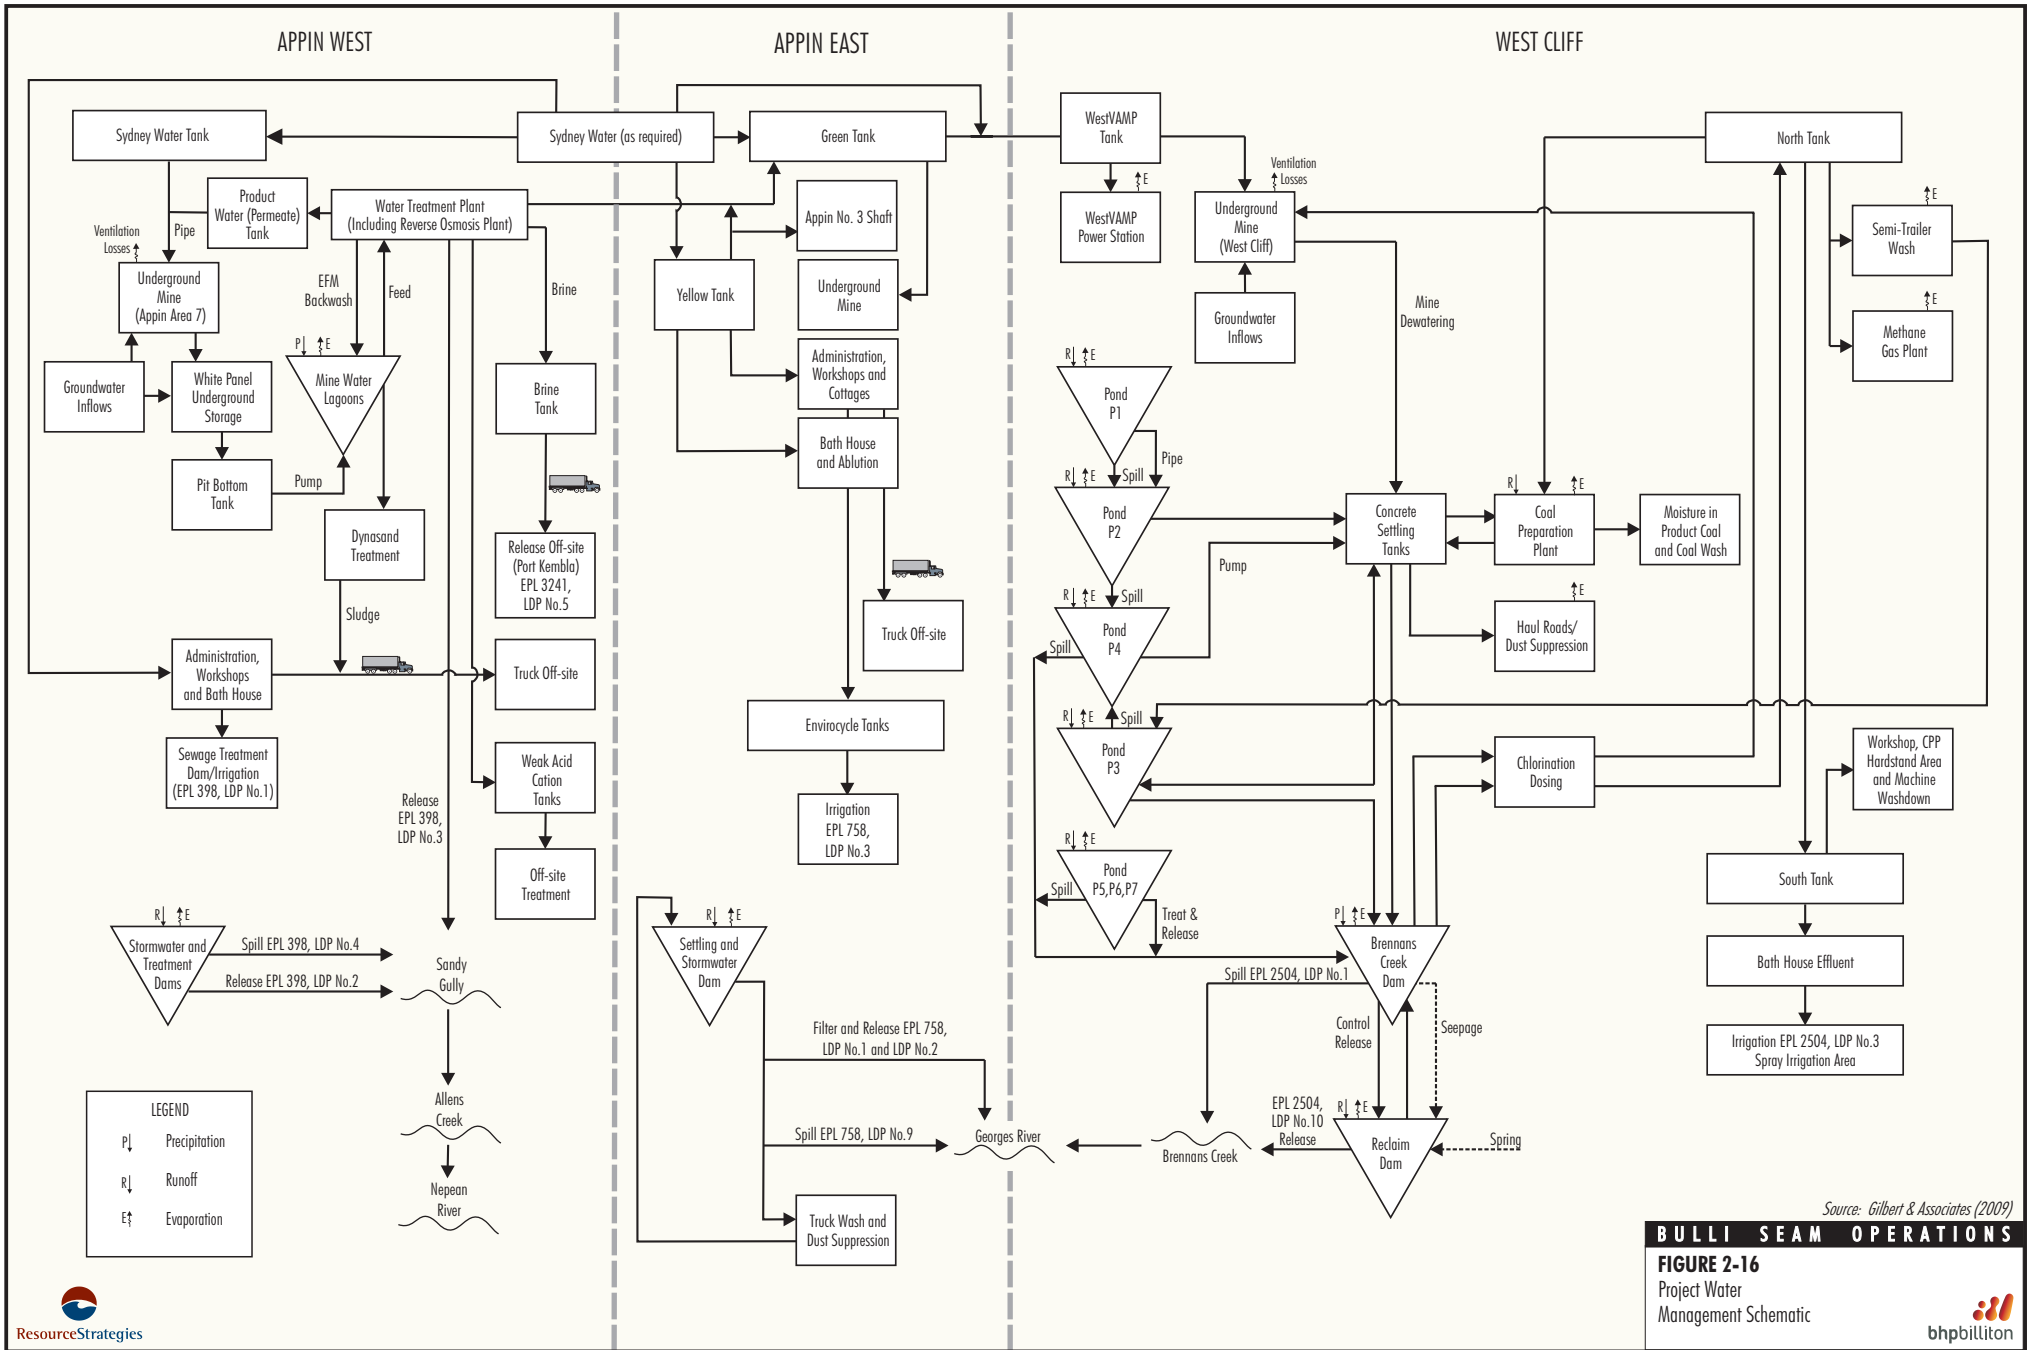 APPIN WEST
APPIN EAST
WEST CLIFF
Sydney Water Tank
Sydney Water (as required)
Green Tank
WestVAMP
Tank
North Tank
Product
Water (Permeate)
Tank
Water Treatment Plant
(Including Reverse Osmosis Plant)
Pipe
Ventilation
Losses
Underground
Mine
(Appin Area 7)
EFM
Backwash
Feed
Brine
Groundwater
Inflows
White Panel
Underground
Storage
P
E
Mine Water
Lagoons
Brine
Tank
Pit Bottom
Tank
Pump
Dynasand
Treatment
Release Off-site
(Port Kembla)
EPL 3241,
LDP No.5
Sludge
Administration,
Workshops
and Bath House
Truck Off-site
Sewage Treatment
Dam/Irrigation
(EPL 398, LDP No.1)
Weak Acid
Cation
Tanks
Release
EPL 398,
LDP No.3
Off-site
Treatment
R
E
Stormwater and
Treatment
Dams
Spill EPL 398, LDP No.4
Release EPL 398, LDP No.2
Sandy
Gully
Allens
Creek
Nepean
River
LEGEND
P
Precipitation
R
Runoff
E
Evaporation
Appin No. 3 Shaft
Yellow Tank
Underground
Mine
Administration,
Workshops and
Cottages
Bath House
and Ablution
Truck Off-site
Envirocycle Tanks
Irrigation
EPL 758,
LDP No.3
R
E
Settling and
Stormwater
Dam
Filter and Release EPL 758,
LDP No.1 and LDP No.2
Spill EPL 758, LDP No.9
Georges River
Truck Wash and
Dust Suppression
E
WestVAMP
Power Station
Ventilation
Losses
Underground
Mine
(West Cliff)
Groundwater
Inflows
Mine
Dewatering
E
Semi-Trailer
Wash
E
Methane
Gas Plant
R
E
Pond
P1
Pipe
Spill
R
E
Pond
P2
Concrete
Settling
Tanks
R
E
Coal
Preparation
Plant
Moisture in
Product Coal
and Coal Wash
Spill
R
E
Pond
P4
Pump
Spill
E
Haul Roads/
Dust Suppression
R
E
Spill
Pond
P3
Chlorination
Dosing
Workshop, CPP
Hardstand Area
and Machine
Washdown
R
E
Pond
P5,P6,P7
Spill
Treat &
Release
South Tank
P
E
Brennans
Creek
Dam
Bath House Effluent
Spill EPL 2504, LDP No.1
Control
Release
Seepage
Irrigation EPL 2504, LDP No.3
Spray Irrigation Area
EPL 2504,
LDP No.10
Release
R
E
Reclaim
Dam
Spring
Brennans Creek
Source: Gilbert & Associates (2009)
BULLI SEAM OPERATIONS
FIGURE 2-16
Project Water
Management Schematic
ResourceStrategies
bhpbilliton